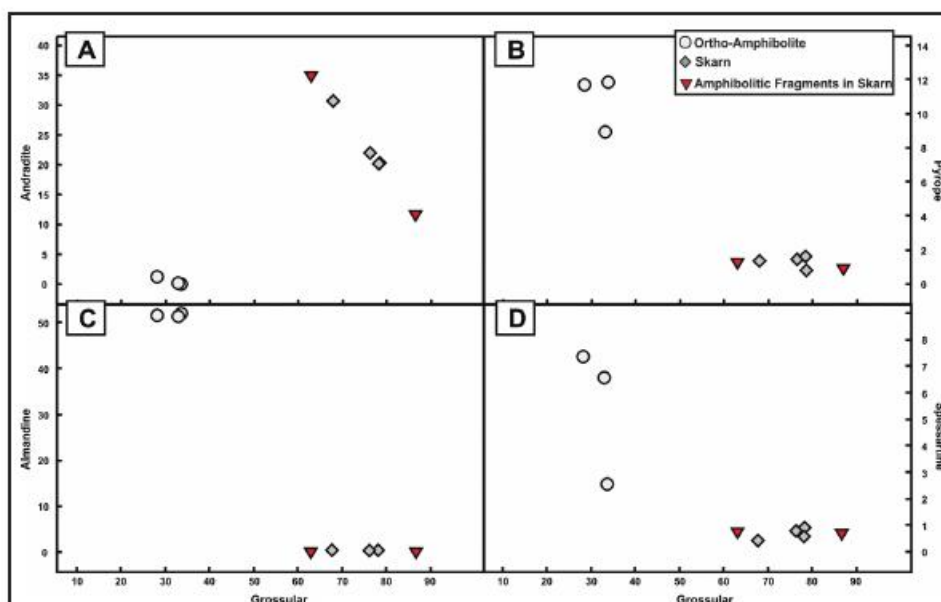 A
40
35
30
25
20
15
10
5
0
Andradite
B
Ortho-Amphibolite
Skarn
Amphibolitic Fragments in Skarn
14
12
10
8
6
4
2
0
Pyrope
C
50
40
30
20
10
0
Almandine
10 20 30 40 50 60 70 80 90
Grossular
D
8
7
6
5
4
3
2
1
0
Spessartine
10 20 30 40 50 60 70 80 90
Grossular